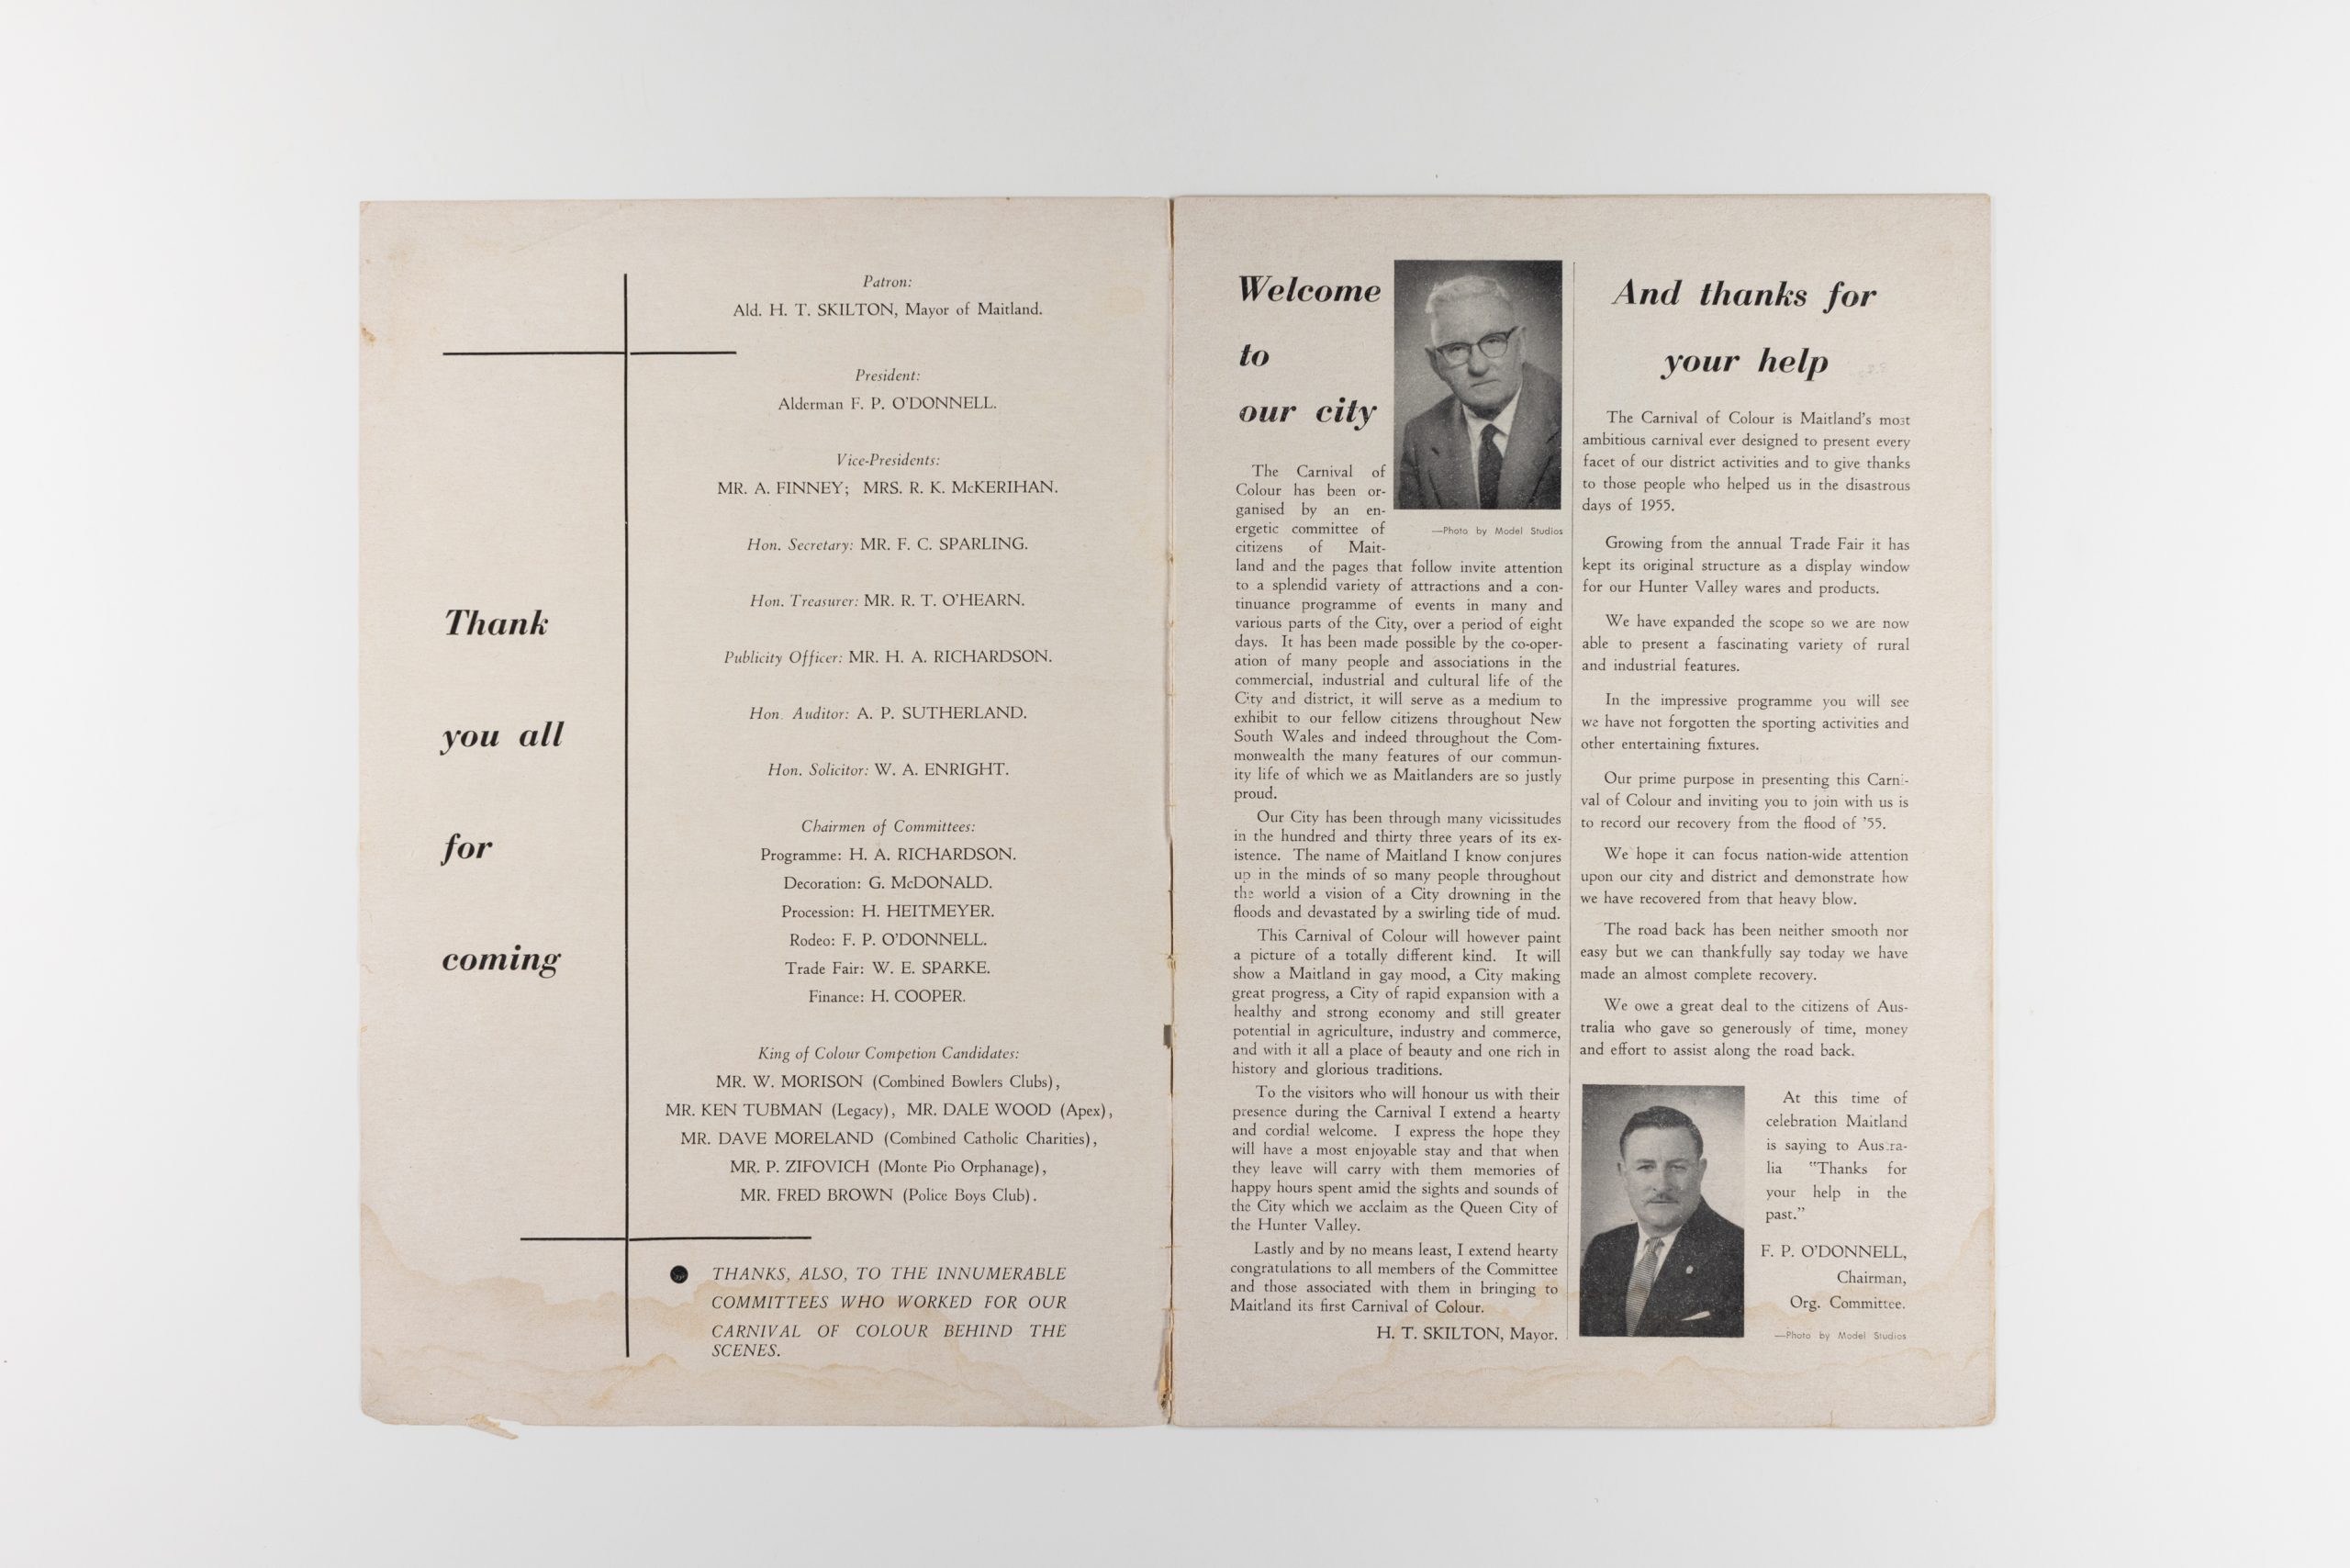 Thank
you all
for
coming
Patron:
Ald. H. T. SKILTON, Mayor of Maitland.
President:
Alderman F. P. O'DONNELL.
Vice-Presidents:
MR. A. FINNEY; MRS. R. K. McKERIHAN.
Hon. Secretary: MR. F. C. SPARLING.
Hon. Treasurer: MR. R. T. O'HEARN.
Publicity Officer: MR. H. A. RICHARDSON.
Hon. Auditor: A. P. SUTHERLAND.
Hon. Solicitor: W. A. ENRIGHT.
Chairmen of Committees:
Programme: H. A. RICHARDSON.
Decoration: G. McDONALD.
Procession: H. HEITMEYER.
Rodeo: F. P. O'DONNELL.
Trade Fair: W. E. SPARKE.
Finance: H. COOPER.
King of Colour Competion Candidates:
MR. W. MORISON (Combined Bowlers Clubs),
MR. KEN TUBMAN (Legacy), MR. DALE WOOD (Apex),
MR. DAVE MORELAND (Combined Catholic Charities),
MR. P. ZIFOVICH (Monte Pio Orphanage),
MR. FRED BROWN (Police Boys Club).
THANKS, ALSO, TO THE INNUMERABLE
COMMITTEES WHO WORKED FOR OUR
CARNIVAL OF COLOUR BEHIND THE
SCENES.
Welcome
to
our city
—Photo by Model Studios
The Carnival of
Colour has been or-
ganised by an en-
ergetic committee of
citizens of Mait-
land and the pages that follow invite attention
to a splendid variety of attractions and a con-
tinuance programme of events in many and
various parts of the City, over a period of eight
days. It has been made possible by the co-oper-
ation of many people and associations in the
commercial, industrial and cultural life of the
City and district, it will serve as a medium to
exhibit to our fellow citizens throughout New
South Wales and indeed throughout the Com-
monwealth the many features of our commun-
ity life of which we as Maitlanders are so justly
proud.
Our City has been through many vicissitudes
in the hundred and thirty three years of its ex-
istence. The name of Maitland I know conjures
up in the minds of so many people throughout
the world a vision of a City drowning in the
floods and devastated by a swirling tide of mud.
This Carnival of Colour will however paint
a picture of a totally different kind. It will
show a Maitland in gay mood, a City making
great progress, a City of rapid expansion with a
healthy and strong economy and still greater
potential in agriculture, industry and commerce,
and with it all a place of beauty and one rich in
history and glorious traditions.
To the visitors who will honour us with their
presence during the Carnival I extend a hearty
and cordial welcome. I express the hope they
will have a most enjoyable stay and that when
they leave will carry with them memories of
happy hours spent amid the sights and sounds of
the City which we acclaim as the Queen City of
the Hunter Valley.
Lastly and by no means least, I extend hearty
congratulations to all members of the Committee
and those associated with them in bringing to
Maitland its first Carnival of Colour.
H. T. SKILTON, Mayor.
And thanks for
your help
The Carnival of Colour is Maitland's most
ambitious carnival ever designed to present every
facet of our district activities and to give thanks
to those people who helped us in the disastrous
days of 1955.
Growing from the annual Trade Fair it has
kept its original structure as a display window
for our Hunter Valley wares and products.
We have expanded the scope so we are now
able to present a fascinating variety of rural
and industrial features.
In the impressive programme you will see
we have not forgotten the sporting activities and
other entertaining fixtures.
Our prime purpose in presenting this Carni-
val of Colour and inviting you to join with us is
to record our recovery from the flood of '55.
We hope it can focus nation-wide attention
upon our city and district and demonstrate how
we have recovered from that heavy blow.
The road back has been neither smooth nor
easy but we can thankfully say today we have
made an almost complete recovery.
We owe a great deal to the citizens of Aus-
tralia who gave so generously of time, money
and effort to assist along the road back.
At this time of
celebration Maitland
is saying to Austra-
lia "Thanks for
your help in the
past."
F. P. O'DONNELL,
Chairman,
Org. Committee.
—Photo by Model Studios